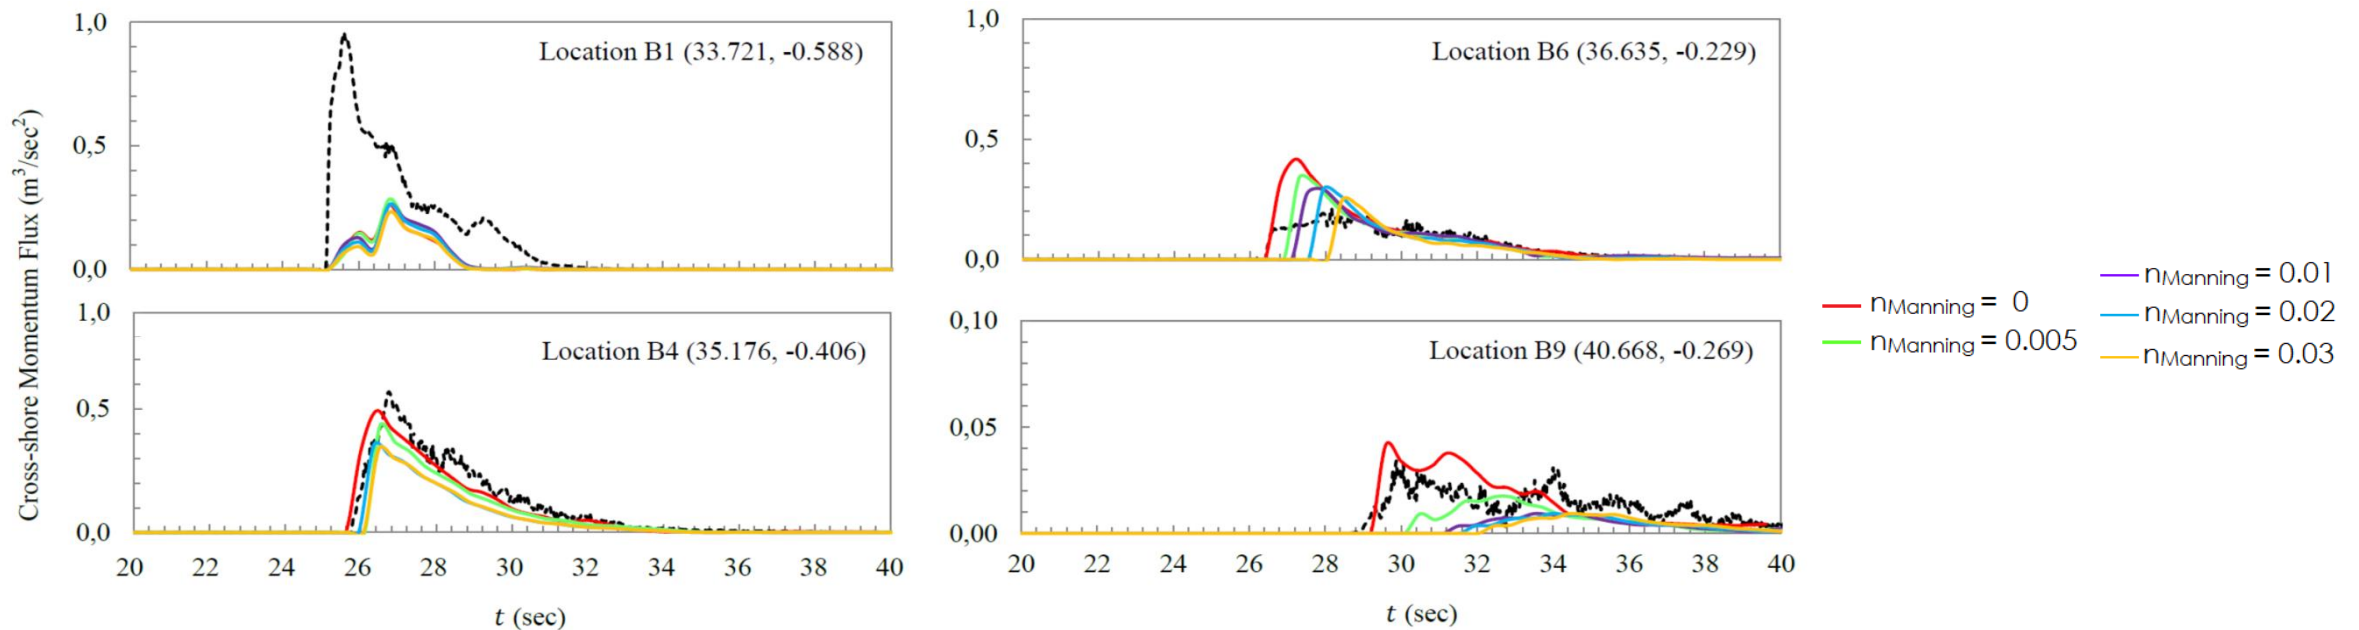 Cross-shore Momentum Flux (m³/sec²)
1,0
0,5
0,0
Location B1 (33.721, -0.588)
1,0
0,5
0,0
Location B6 (36.635, -0.229)
1,0
0,5
0,0
Location B4 (35.176, -0.406)
20 22 24 26 28 30 32 34 36 38 40
t (sec)
0,10
0,05
0,00
Location B9 (40.668, -0.269)
20 22 24 26 28 30 32 34 36 38 40
t (sec)
nManning = 0
nManning = 0.005
nManning = 0.01
nManning = 0.02
nManning = 0.03